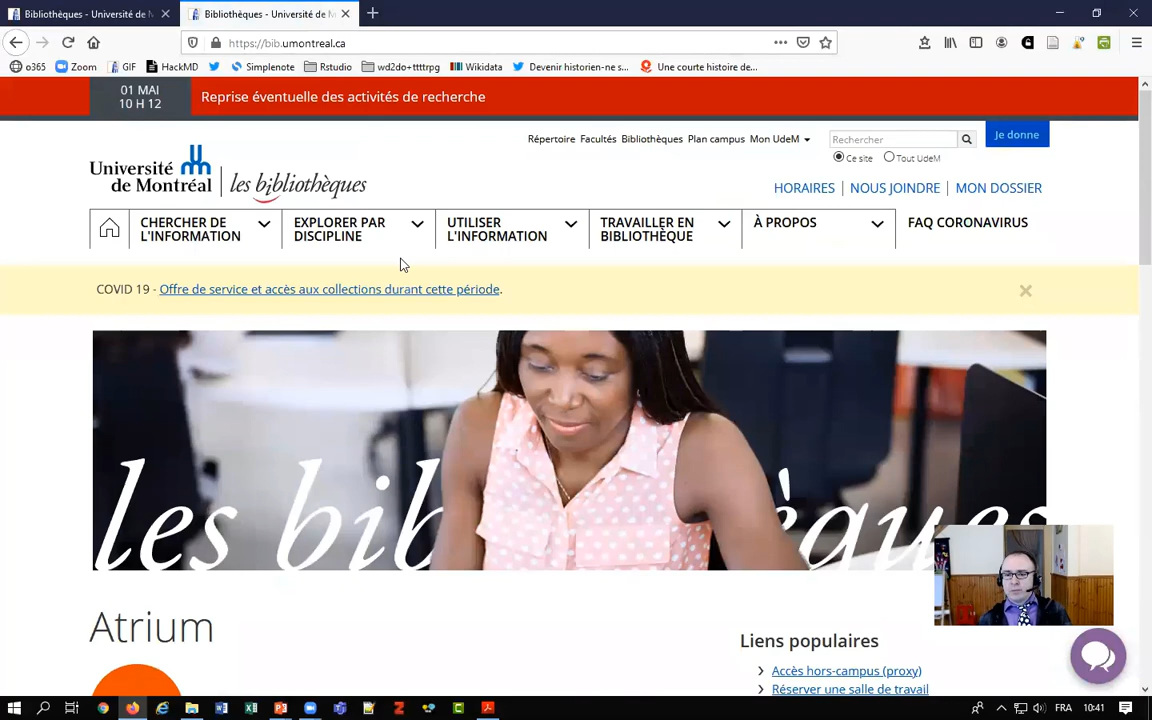 Bibliothèques - Université de M
Bibliothèques - Université de M
https://bib.umontreal.ca
o365 Zoom GIF HackMD Simplenote Rstudio wd2do+ttttrpg Wikidata Devenir historien-ne s... Une courte histoire de...
01 MAI
10 H 12
Reprise éventuelle des activités de recherche
Répertoire Facultés Bibliothèques Plan campus Mon UdeM
Rechercher
Je donne
Ce site Tout UdeM
Université
de Montréal
les bibliothèques
HORAIRES NOUS JOINDRE MON DOSSIER
CHERCHER DE
L'INFORMATION
EXPLORER PAR
DISCIPLINE
UTILISER
L'INFORMATION
TRAVAILLER EN
BIBLIOTHÈQUE
À PROPOS
FAQ CORONAVIRUS
COVID 19 - Offre de service et accès aux collections durant cette période.
les bib èques
Atrium
Liens populaires
Accès hors-campus (proxy)
Réserver une salle de travail
FRA 10:41